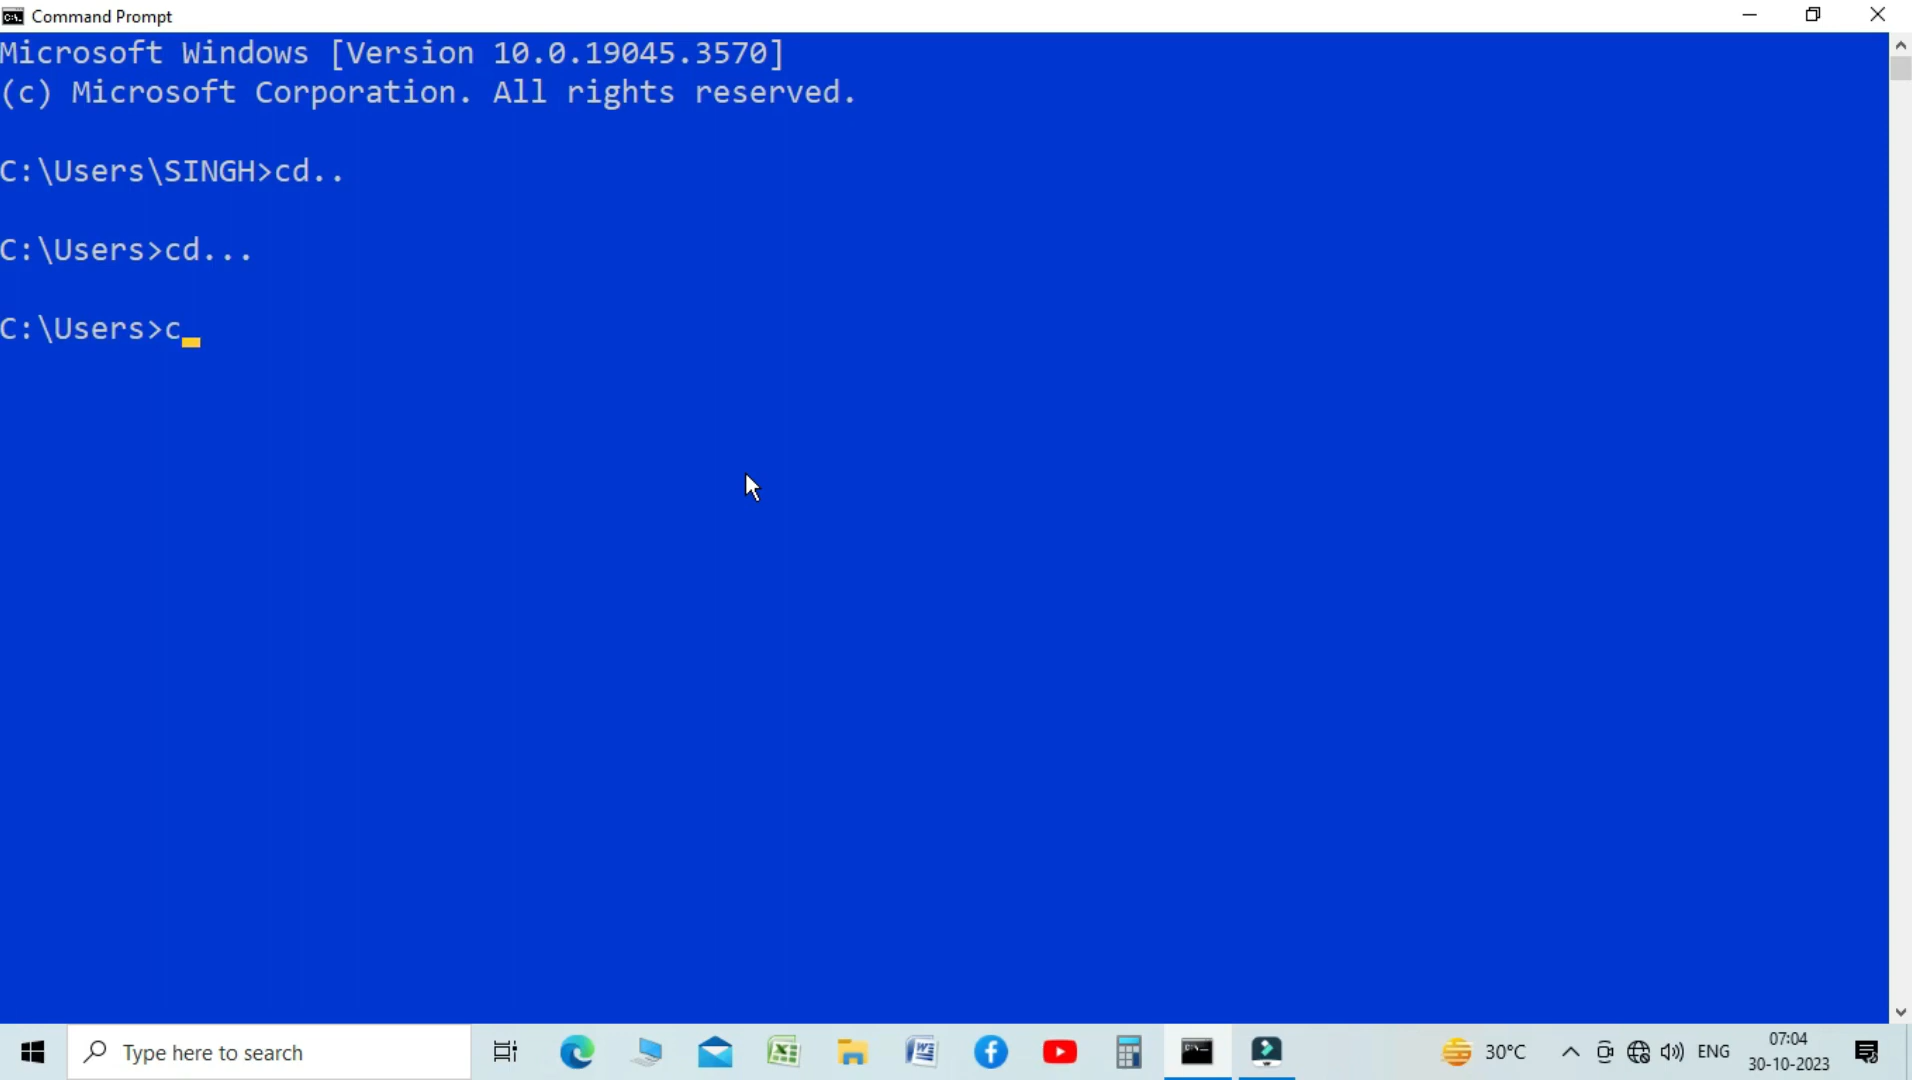 Command Prompt
Microsoft Windows [Version 10.0.19045.3570]
(c) Microsoft Corporation. All rights reserved.
C:\Users\SINGH>cd..
C:\Users>cd...
C:\Users>c_
Type here to search
30°C
ENG
07:04
30-10-2023